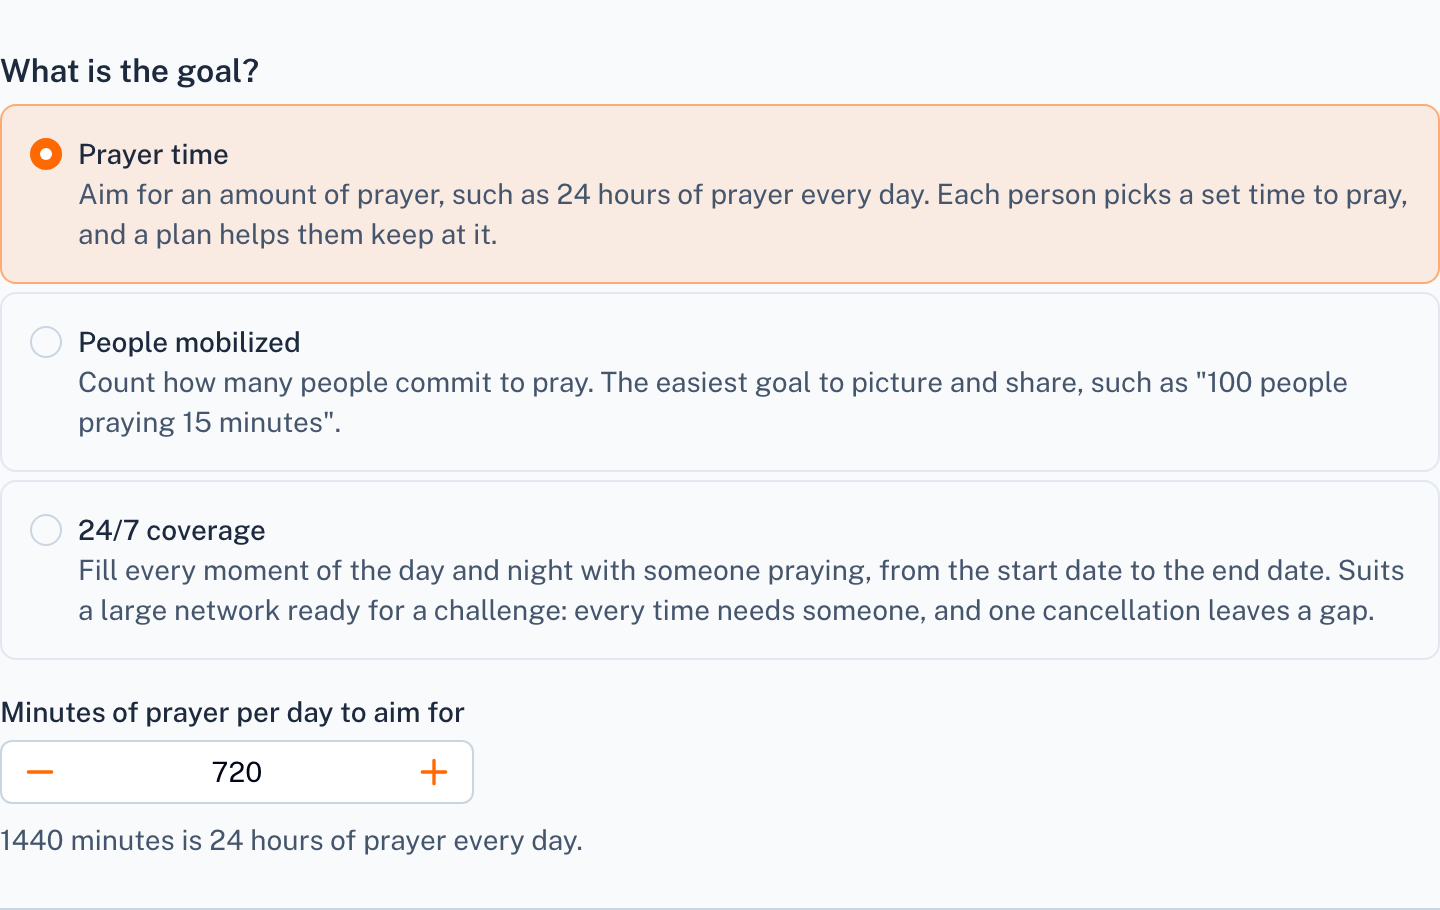 What is the goal?
Prayer time
Aim for an amount of prayer, such as 24 hours of prayer every day. Each person picks a set time to pray,
and a plan helps them keep at it.
People mobilized
Count how many people commit to pray. The easiest goal to picture and share, such as "100 people
praying 15 minutes".
24/7 coverage
Fill every moment of the day and night with someone praying, from the start date to the end date. Suits
a large network ready for a challenge: every time needs someone, and one cancellation leaves a gap.
Minutes of prayer per day to aim for
720
1440 minutes is 24 hours of prayer every day.